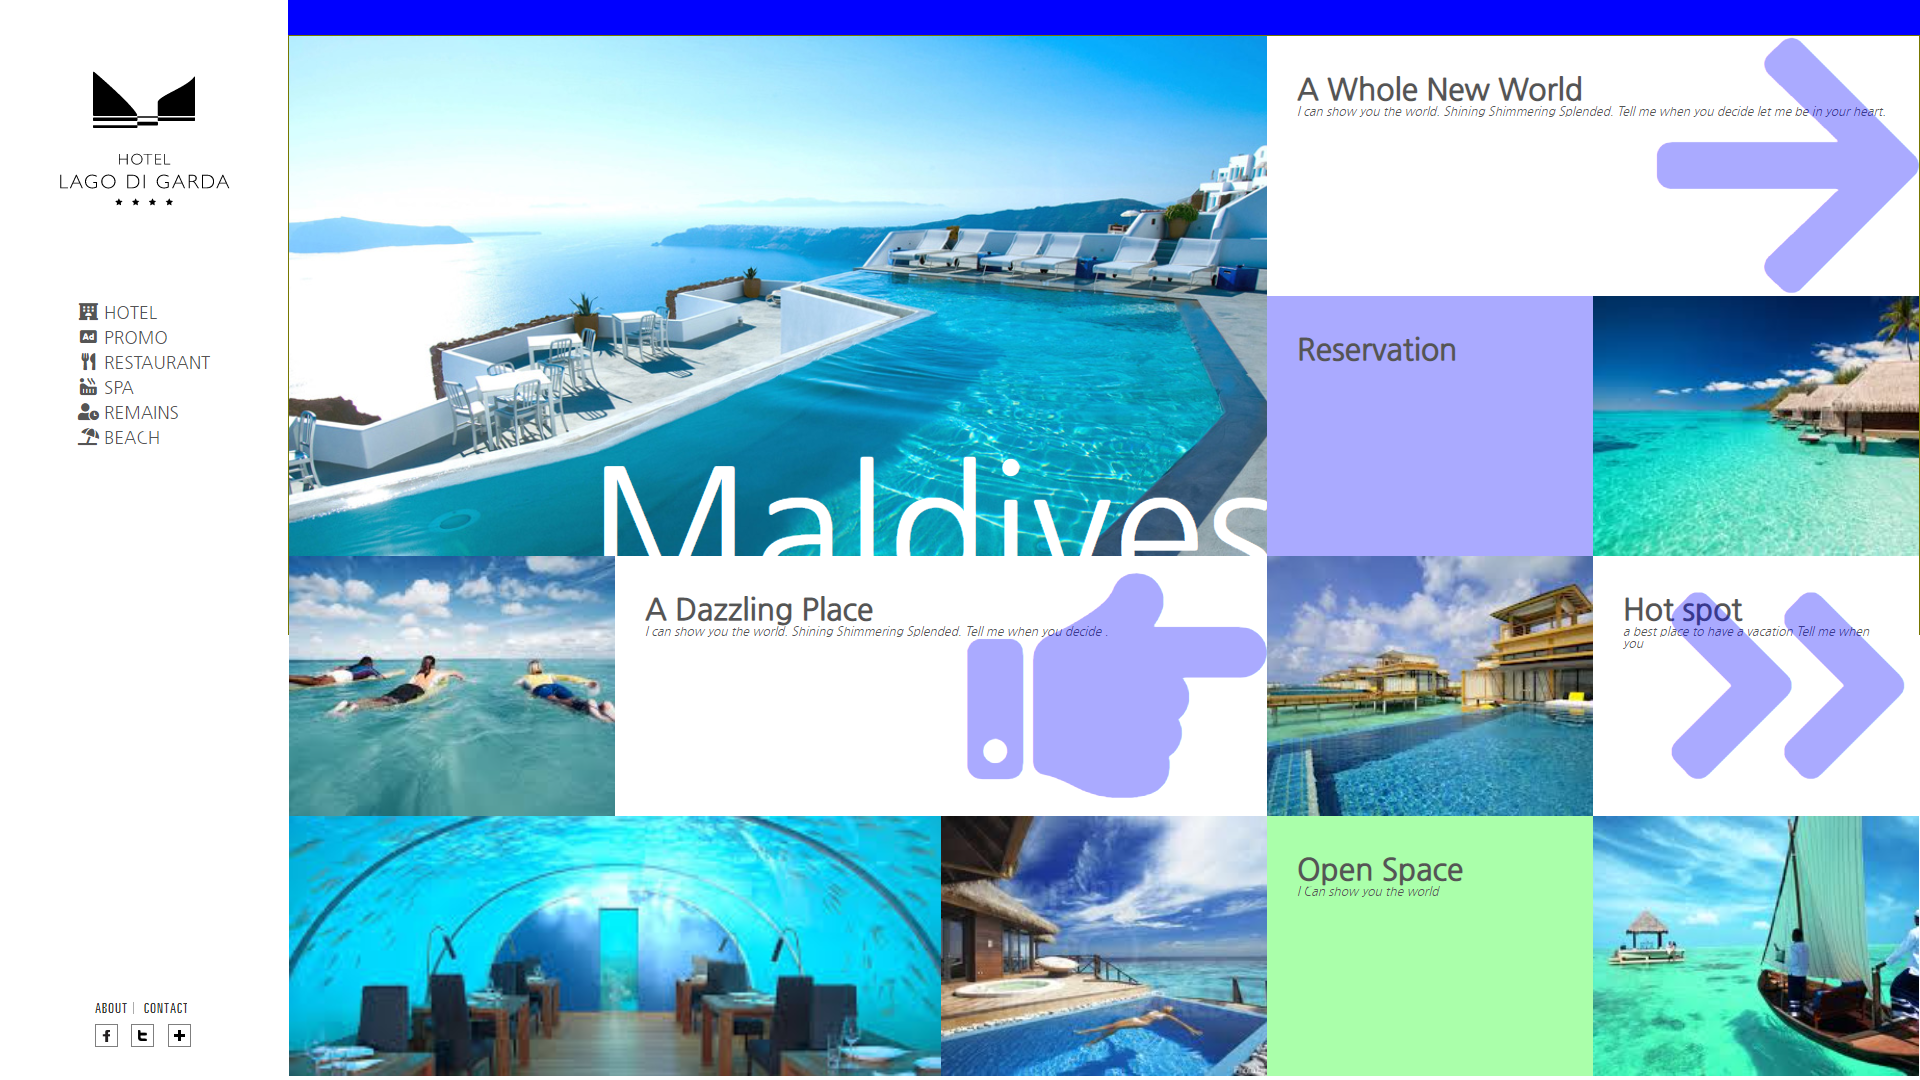 HOTEL
LAGO DI GARDA
HOTEL
Ad PROMO
RESTAURANT
SPA
REMAINS
BEACH
ABOUT | CONTACT
Maldives
A Whole New World
I can show you the world. Shining Shimmering Splended. Tell me when you decide let me be in your heart.
Reservation
A Dazzling Place
I can show you the world. Shining Shimmering Splended. Tell me when you decide .
Hot spot
a best place to have a vacation Tell me when
you
Open Space
I Can show you the world